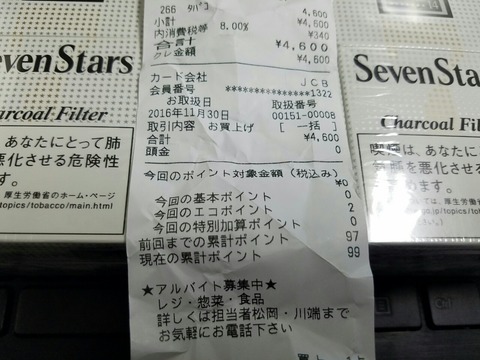 266 タバコ 4,600
小計 ¥4,600
内消費税等 8.00% ¥340
合計 ¥4,600
クレ金額 ¥4,600
カード会社 JCB
会員番号 **************1322
お取扱日 取扱番号
2016年11月30日 00151-00008
取引内容 お買上げ [ 一括 ]
合計 ¥4,600
頭金 0
今回のポイント対象金額(税込み)
¥0
今回の基本ポイント 0
今回のエコポイント 2
今回の特別加算ポイント 0
前回までの累計ポイント 97
現在の累計ポイント 99
★アルバイト募集中★
レジ・惣菜・食品
詳しくは担当者松岡・川端まで
お気軽にお電話下さい
evenStars
Charcoal Filter
あなたにとって肺
悪化させる危険性
す。
厚生労働省のホーム・ページ
topics/tobacco/main.html
SevenStar
Charcoal Filte
喫煙は、あなたに